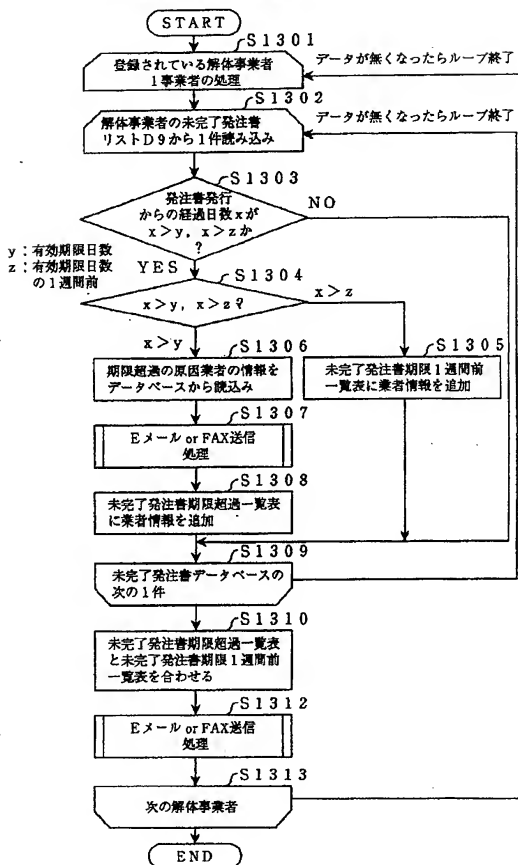 START
S1301
登録されている解体事業者
1事業者の処理
データが無くなったらループ終了
S1302
解体事業者の未完了発注書
リストD9から1件読み込み
データが無くなったらループ終了
S1303
発注書発行
からの経過日数xが
x>y,x>zか
?
NO
y:有効期限日数
z:有効期限日数
の1週間前
YES
S1304
x>y,x>z?
x>z
x>y
S1306
期限超過の原因業者の情報を
データベースから読込み
S1305
未完了発注書期限1週間前
一覧表に業者情報を追加
S1307
Eメール or FAX送信
処理
S1308
未完了発注書期限超過一覧表
に業者情報を追加
S1309
未完了発注書データベースの
次の1件
S1310
未完了発注書期限超過一覧表
と未完了発注書期限1週間前
一覧表を合わせる
S1312
Eメール or FAX送信
処理
S1313
次の解体事業者
END